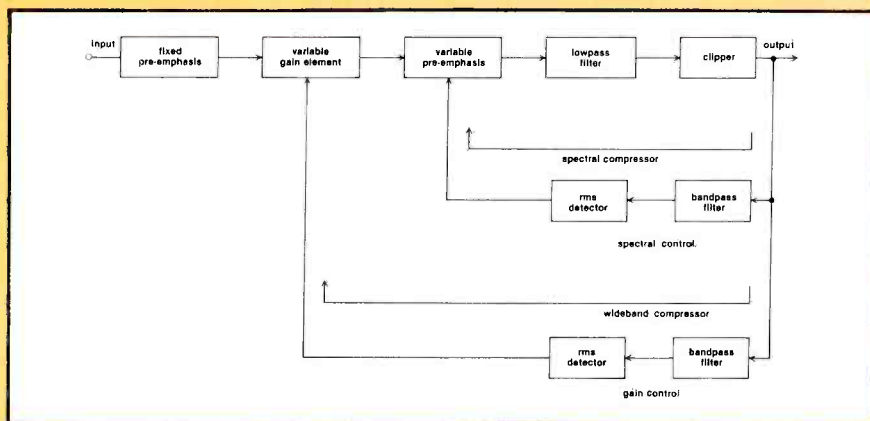 input
fixed
pre-emphasis
variable
gain element
variable
pre-emphasis
lowpass
filter
clipper
output
spectral compressor
rms
detector
bandpass
filter
spectral control.
wideband compressor
rms
detector
bandpass
filter
gain control